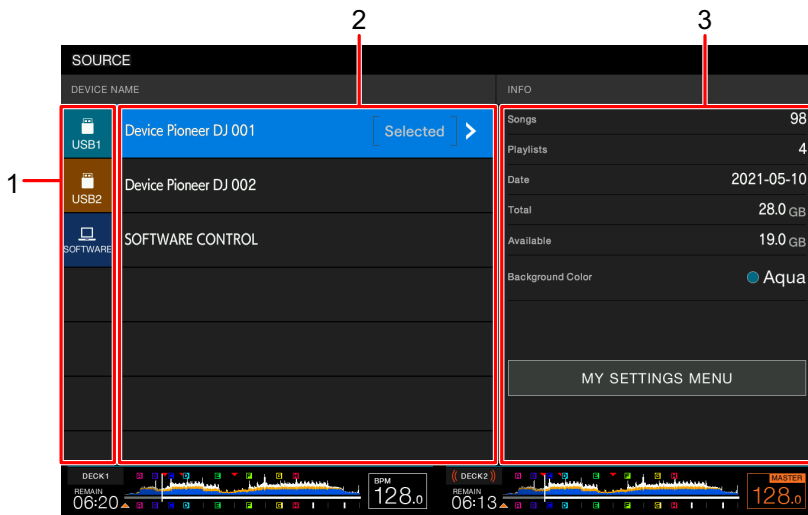 2
3
SOURCE
DEVICE NAME
INFO
1
USB1
Device Pioneer DJ 001
Selected
Songs
98
Playlists
4
USB2
Device Pioneer DJ 002
Date
2021-05-10
Total
28.0 GB
SOFTWARE
SOFTWARE CONTROL
Available
19.0 GB
Background Color
Aqua
MY SETTINGS MENU
DECK1
REMAIN
06:20
A
D
E
F
G
H
BPM
128.0
DECK2
REMAIN
06:13
A
D
E
F
G
H
MASTER
128.0